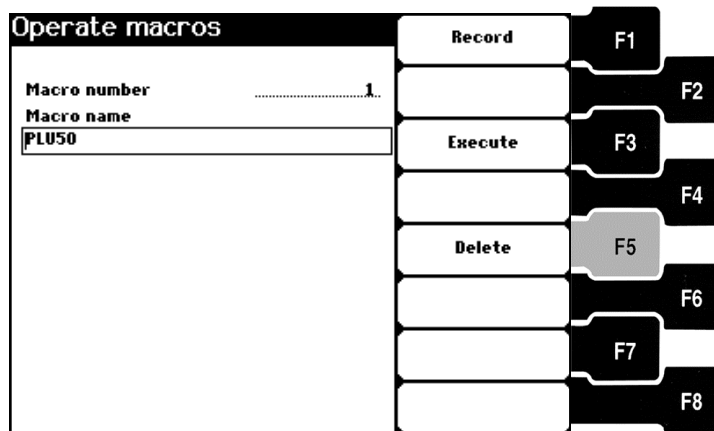 Operate macros
Macro number 1
Macro name
PLU50
Record
Execute
Delete
F1
F2
F3
F4
F5
F6
F7
F8